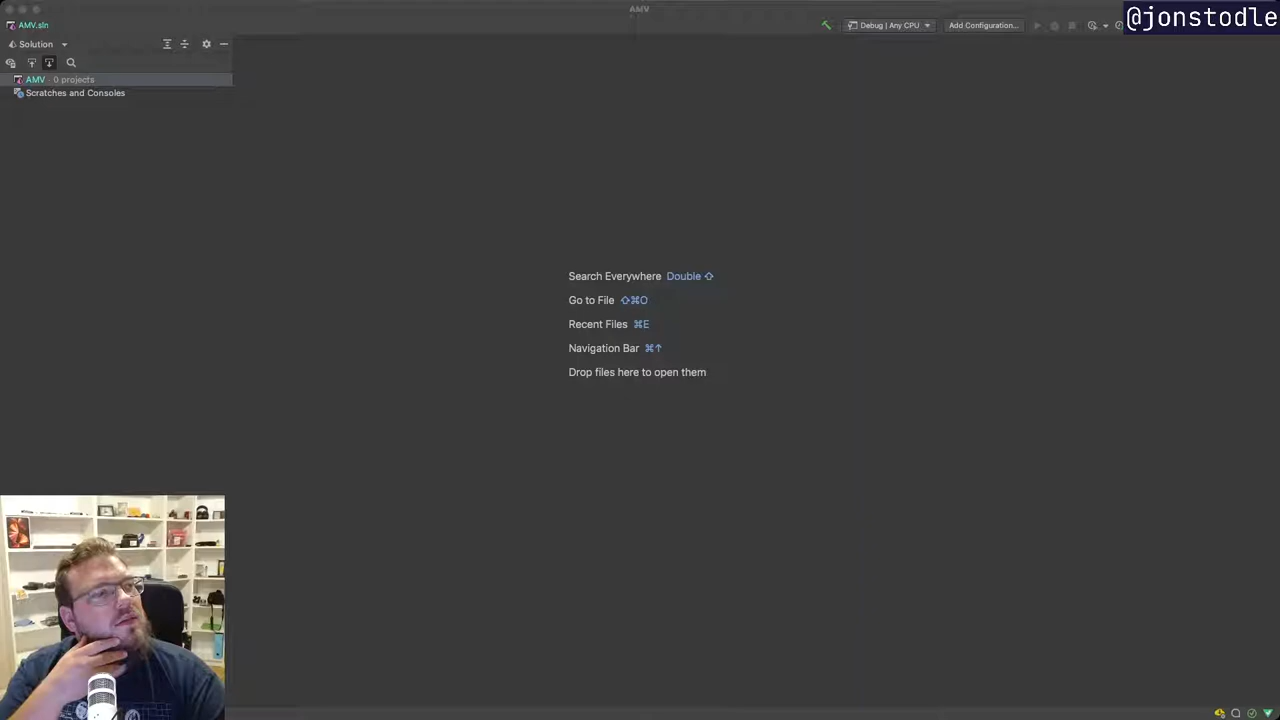 AMV
@jonstodle
AMV.sln
Debug | Any CPU
Add Configuration...
Solution
AMV · 0 projects
Scratches and Consoles
Search Everywhere Double ⇧
Go to File ⇧⌘O
Recent Files ⌘E
Navigation Bar ⌘↑
Drop files here to open them